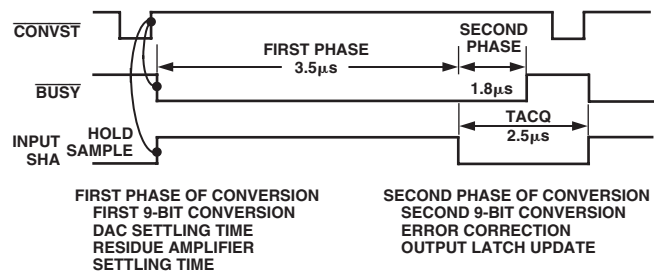 CONVST
FIRST PHASE
3.5μs
SECOND
PHASE
1.8μs
BUSY
TACQ
2.5μs
INPUT
SHA
HOLD
SAMPLE
FIRST PHASE OF CONVERSION
FIRST 9-BIT CONVERSION
DAC SETTLING TIME
RESIDUE AMPLIFIER
SETTLING TIME
SECOND PHASE OF CONVERSION
SECOND 9-BIT CONVERSION
ERROR CORRECTION
OUTPUT LATCH UPDATE